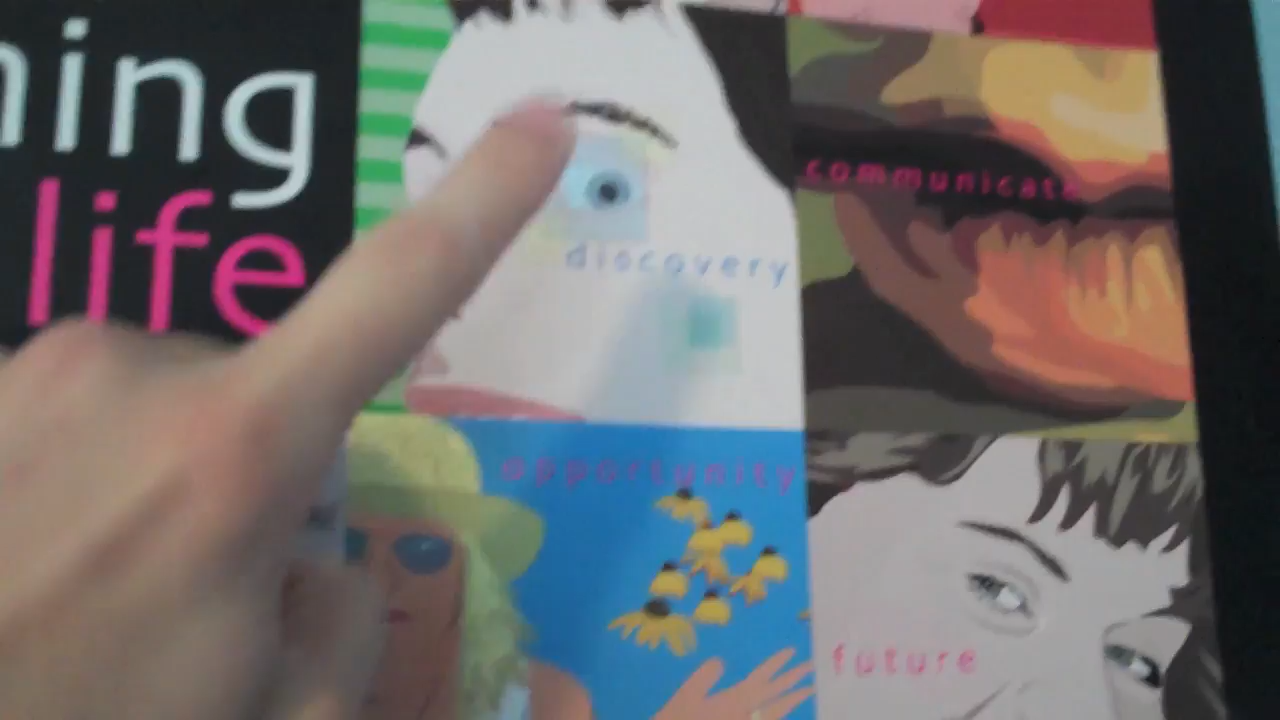 ning
life
discovery
communicate
opportunity
future